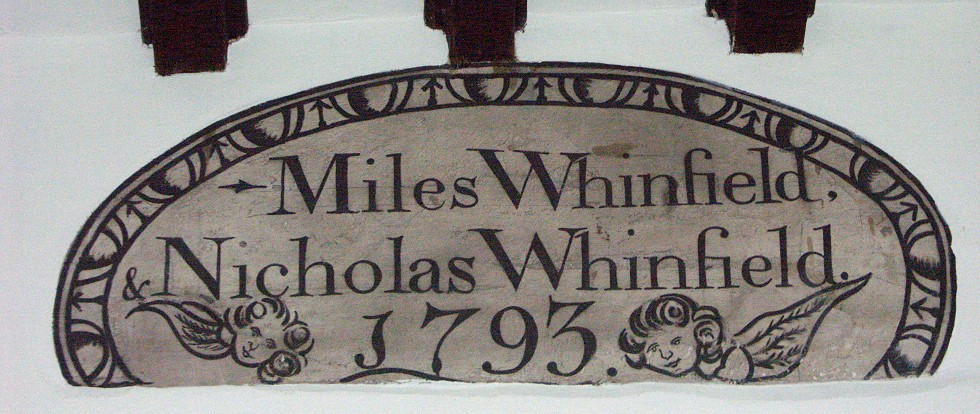 Miles Whinfield,
& Nicholas Whinfield.
1793.